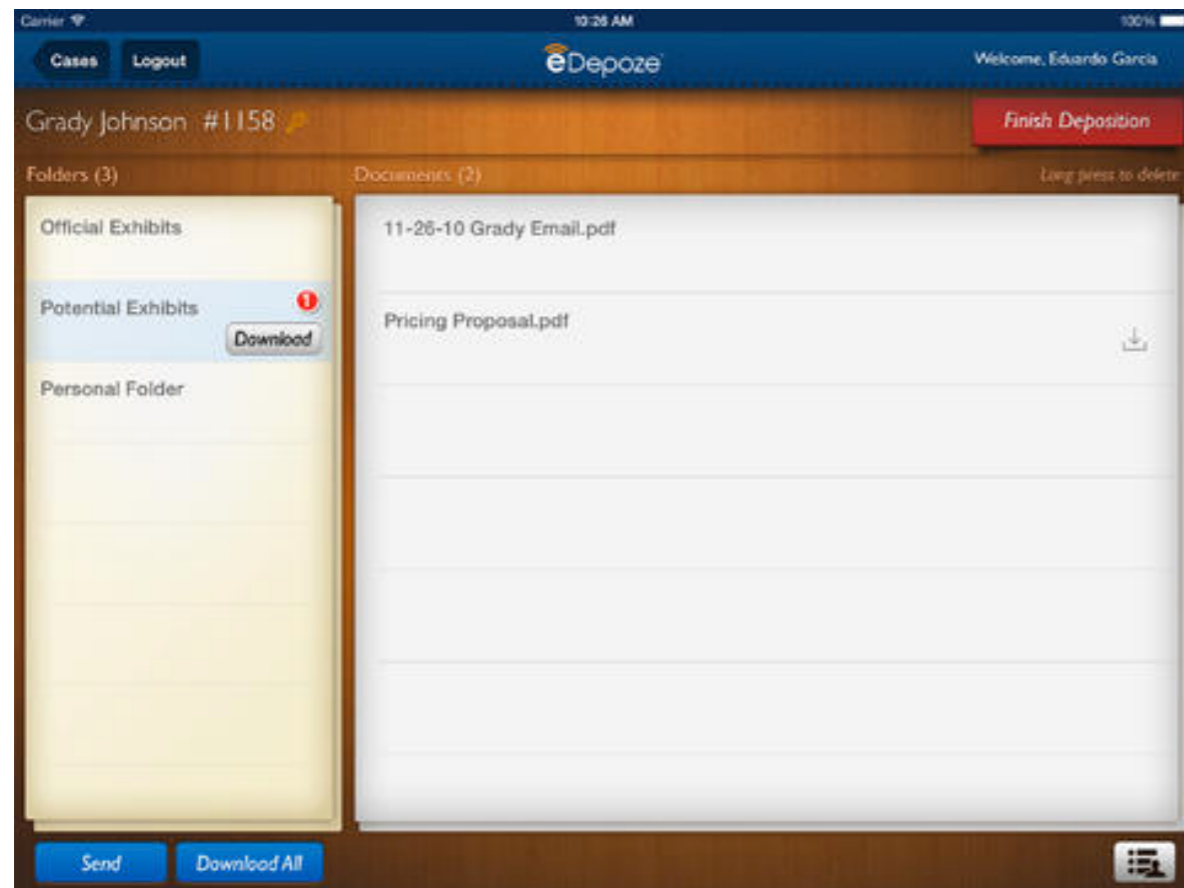 Carrier 10:26 AM 100%
Cases Logout eDepoze Welcome, Eduardo Garcia
Grady Johnson #1158 Finish Deposition
Folders (3) Documents (2) Long press to delete
Official Exhibits 11-26-10 Grady Email.pdf
Potential Exhibits 1
Download
Pricing Proposal.pdf
Personal Folder
Send Download All